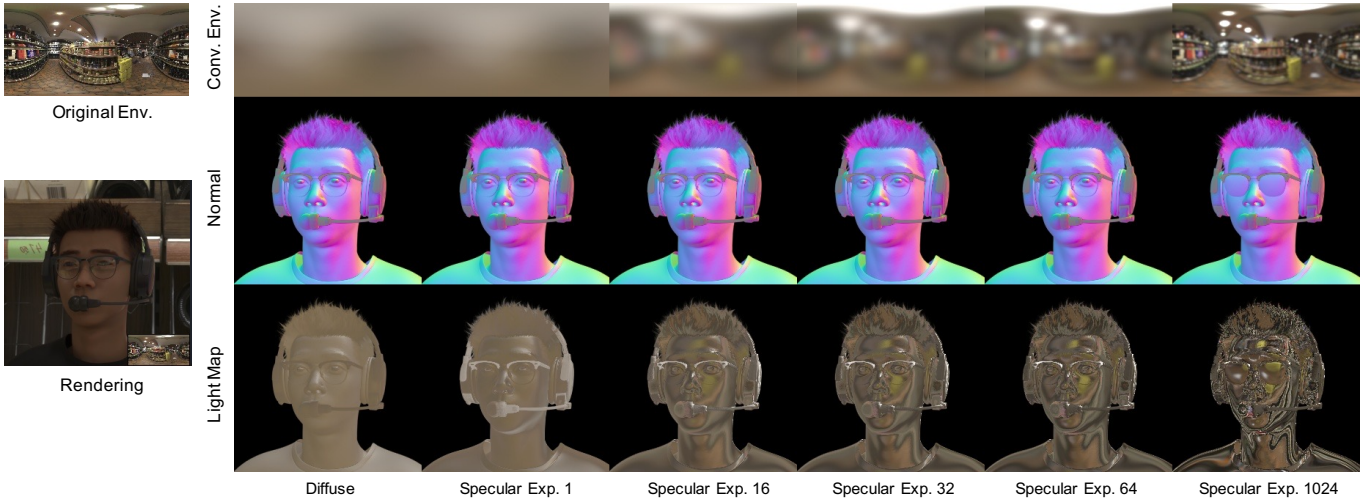 Original Env.
Rendering
Conv. Env.
Normal
Light Map
Diffuse
Specular Exp. 1
Specular Exp. 16
Specular Exp. 32
Specular Exp. 64
Specular Exp. 1024